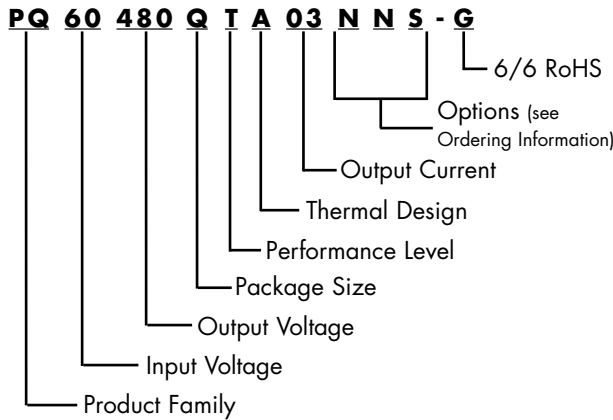 PQ 60 480 Q T A 03 N N S - G
6/6 RoHS
Options (see
Ordering Information)
Output Current
Thermal Design
Performance Level
Package Size
Output Voltage
Input Voltage
Product Family